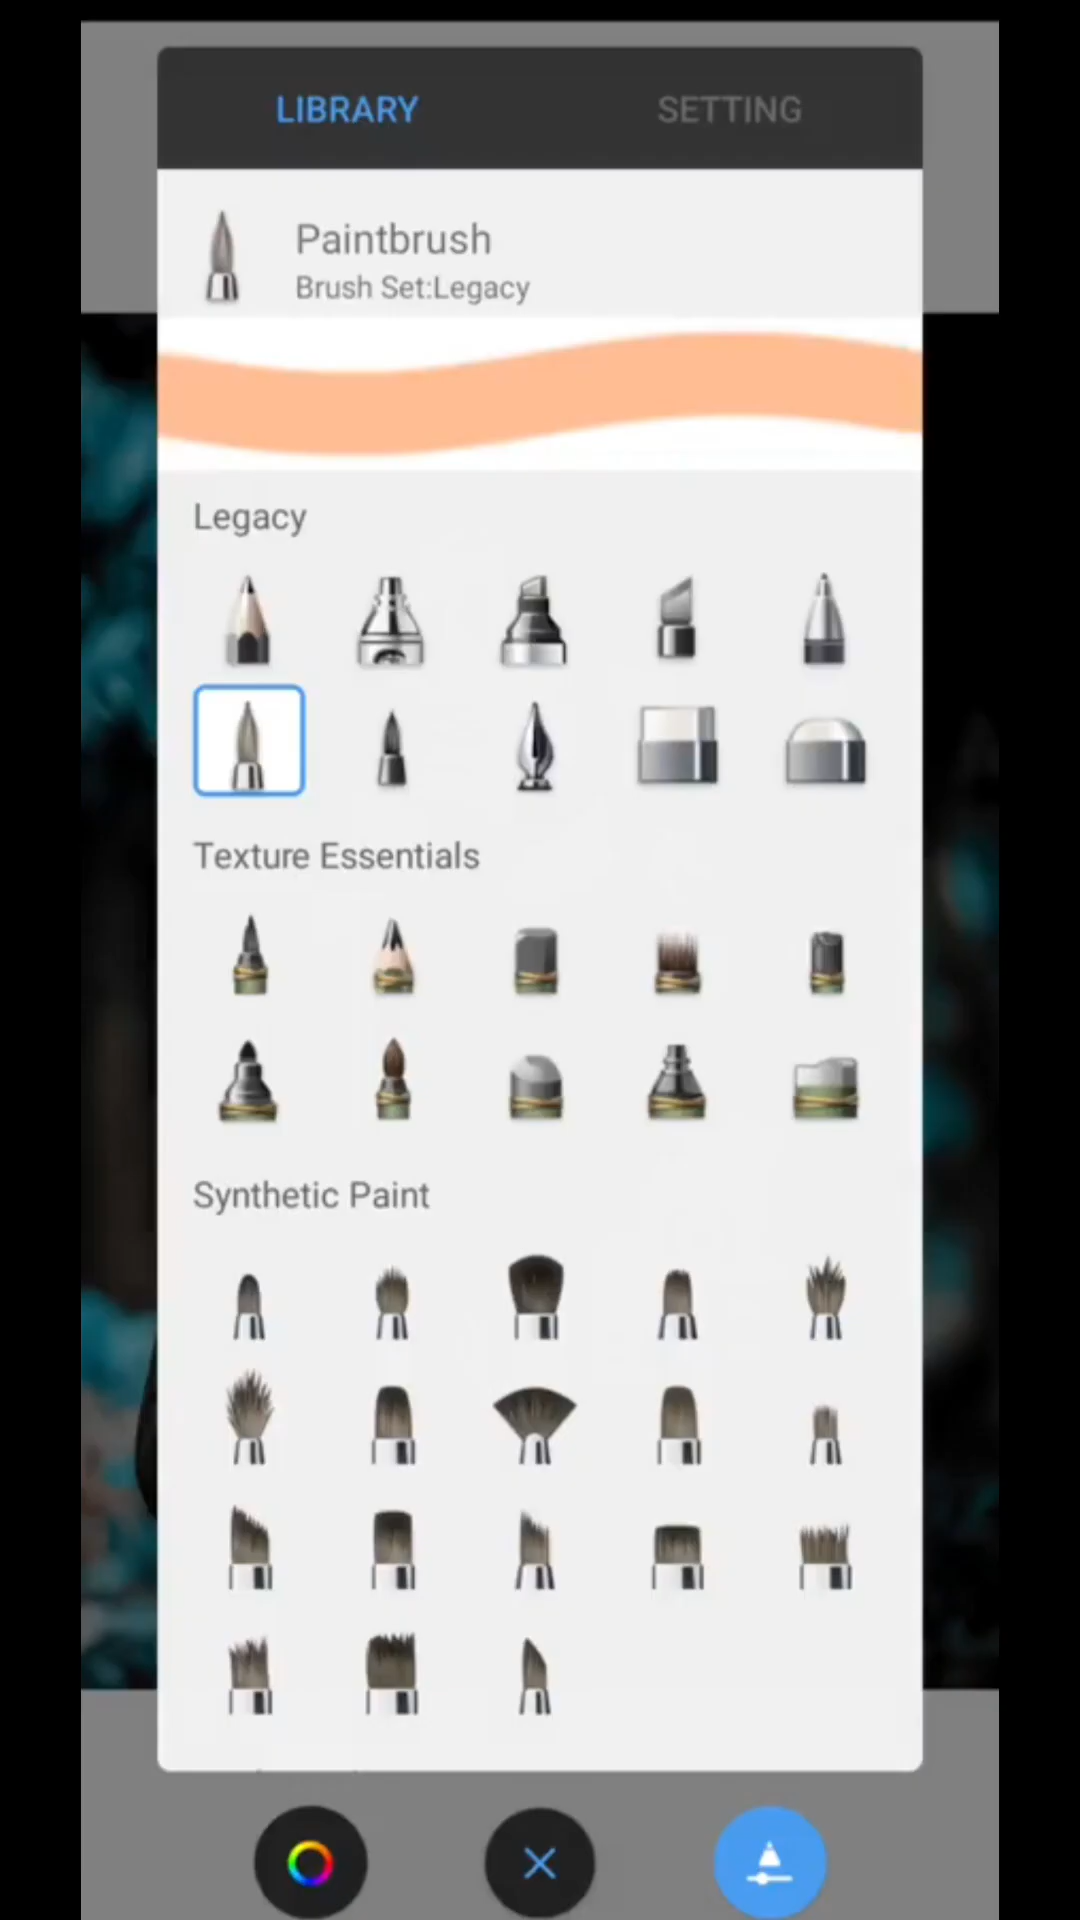 LIBRARY
SETTING
Paintbrush
Brush Set:Legacy
Legacy
Texture Essentials
Synthetic Paint